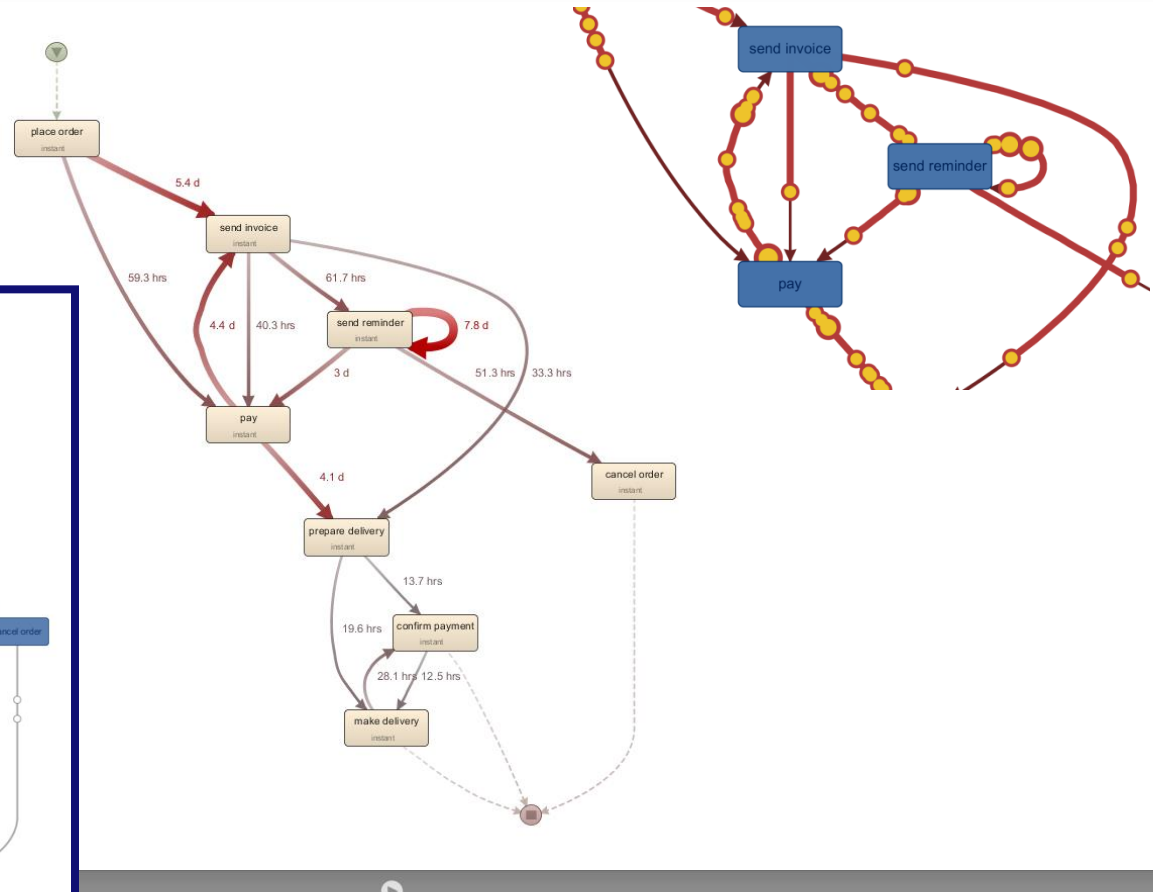 place order
instant
5.4 d
send invoice
instant
59.3 hrs
61.7 hrs
4.4 d
40.3 hrs
send reminder
instant
7.8 d
3 d
51.3 hrs
33.3 hrs
pay
instant
4.1 d
cancel order
instant
prepare delivery
instant
13.7 hrs
19.6 hrs
confirm payment
instant
28.1 hrs
12.5 hrs
make delivery
instant
send invoice
send reminder
pay
ancel order